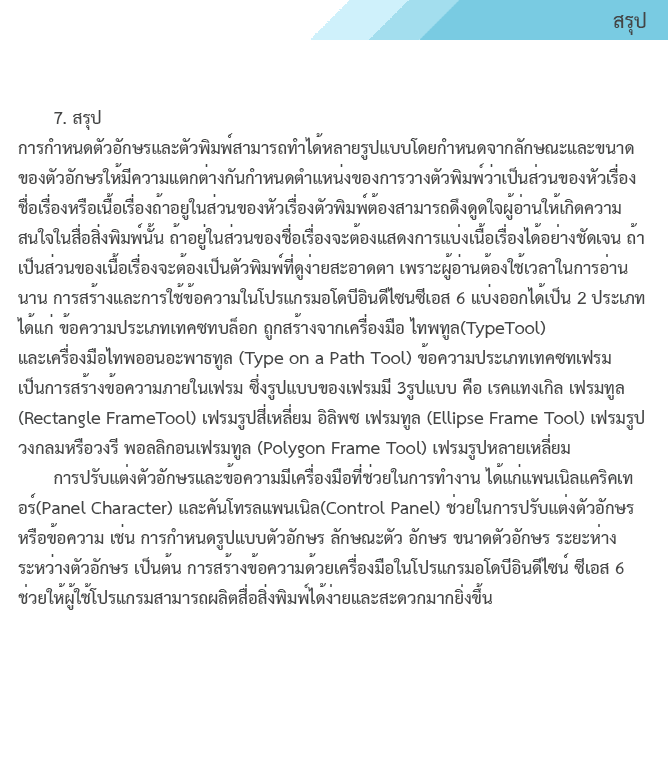 สรุป
7. สรุป
การกำหนดตัวอักษรและตัวพิมพ์สามารถทำได้หลายรูปแบบโดยกำหนดจากลักษณะและขนาด
ของตัวอักษรให้มีความแตกต่างกันกำหนดตำแหน่งของการวางตัวพิมพ์ว่าเป็นส่วนของหัวเรื่อง
ชื่อเรื่องหรือเนื้อเรื่องถ้าอยู่ในส่วนของหัวเรื่องตัวพิมพ์ต้องสามารถดึงดูดใจผู้อ่านให้เกิดความ
สนใจในสื่อสิ่งพิมพ์นั้น ถ้าอยู่ในส่วนของชื่อเรื่องจะต้องแสดงการแบ่งเนื้อเรื่องได้อย่างชัดเจน ถ้า
เป็นส่วนของเนื้อเรื่องจะต้องเป็นตัวพิมพ์ที่ดูง่ายสะอาดตา เพราะผู้อ่านต้องใช้เวลาในการอ่าน
นาน การสร้างและการใช้ข้อความในโปรแกรมอโดบีอินดีไซนซีเอส 6 แบ่งออกได้เป็น 2 ประเภท
ได้แก่ ข้อความประเภทเทคซทบล็อก ถูกสร้างจากเครื่องมือ ไทพทูล(TypeTool)
และเครื่องมือไทพออนอะพาธทูล (Type on a Path Tool) ข้อความประเภทเทคซทเฟรม
เป็นการสร้างข้อความภายในเฟรม ซึ่งรูปแบบของเฟรมมี 3รูปแบบ คือ เรคแทงเกิล เฟรมทูล
(Rectangle FrameTool) เฟรมรูปสี่เหลี่ยม อิลิพซ เฟรมทูล (Ellipse Frame Tool) เฟรมรูป
วงกลมหรือวงรี พอลลิกอนเฟรมทูล (Polygon Frame Tool) เฟรมรูปหลายเหลี่ยม
การปรับแต่งตัวอักษรและข้อความมีเครื่องมือที่ช่วยในการทำงาน ได้แก่แพนเนิลแคริคเท
อร์(Panel Character) และคันโทรลแพนเนิล(Control Panel) ช่วยในการปรับแต่งตัวอักษร
หรือข้อความ เช่น การกำหนดรูปแบบตัวอักษร ลักษณะตัว อักษร ขนาดตัวอักษร ระยะห่าง
ระหว่างตัวอักษร เป็นต้น การสร้างข้อความด้วยเครื่องมือในโปรแกรมอโดบีอินดีไซน์ ซีเอส 6
ช่วยให้ผู้ใช้โปรแกรมสามารถผลิตสื่อสิ่งพิมพ์ได้ง่ายและสะดวกมากยิ่งขึ้น